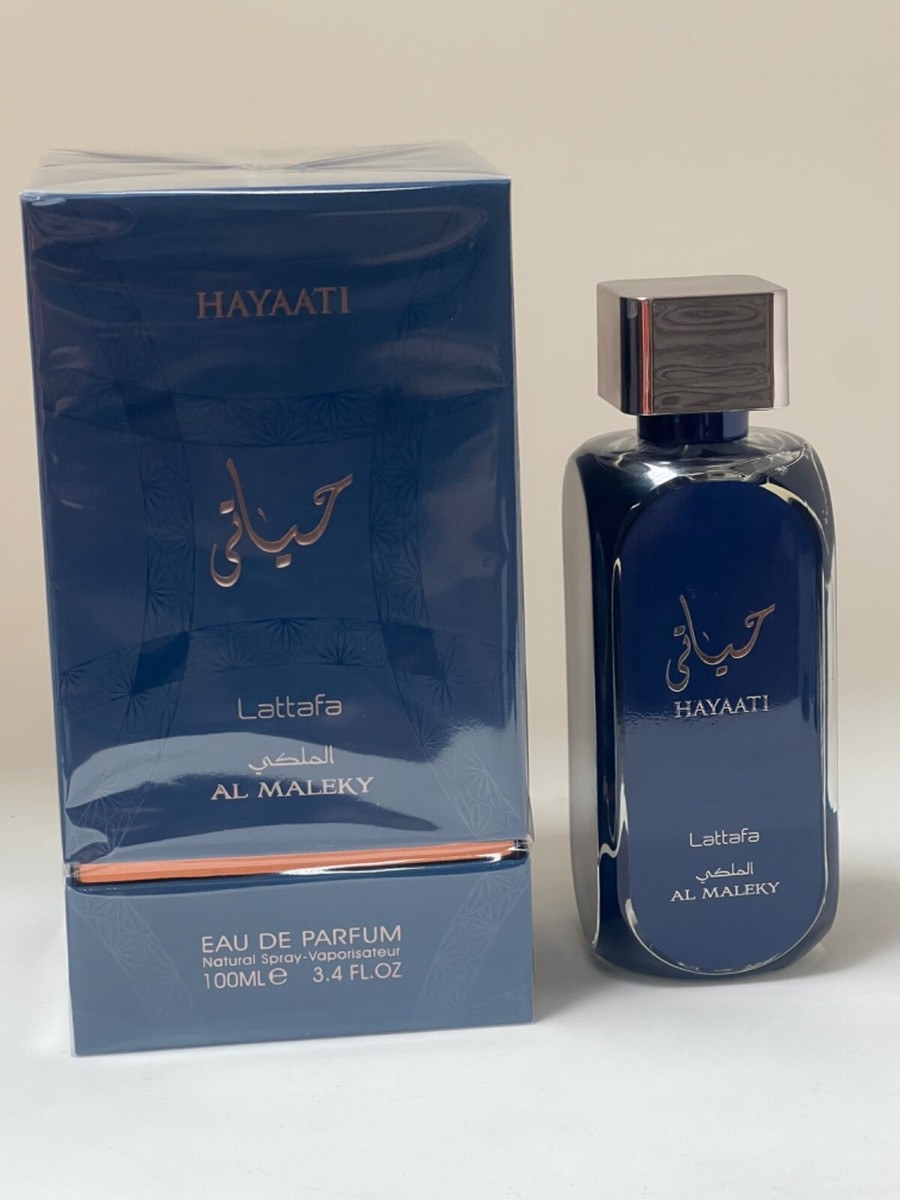 HAYAATI
حياتي
Lattafa
الملكي
AL MALEKY
EAU DE PARFUM
Natural Spray-Vaporisateur
100ML e 3.4 FL.OZ
حياتي
HAYAATI
Lattafa
الملكي
AL MALEKY